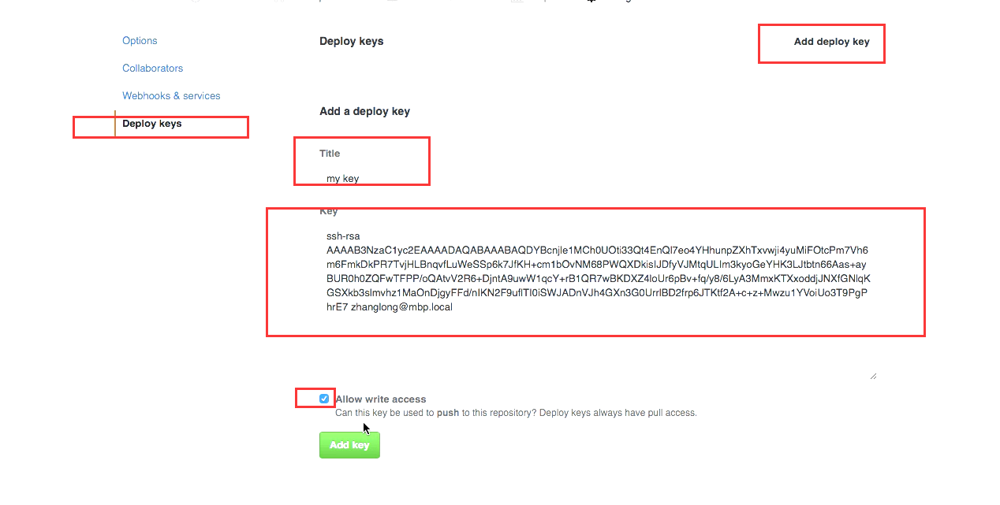 Options
Deploy keys
Add deploy key
Collaborators
Webhooks & services
Deploy keys
Add a deploy key
Title
my key
Key
ssh-rsa
AAAAB3NzaC1yc2EAAAADAQABAAABAQDYBcnjle1MCh0UOti33Qt4EnQl7eo4YHhunpZXhTxvwji4yuMiFOtcPm7Vh6
m6FmkDkPR7TvjHLBnqvfLuWeSSp6k7JfKH+cm1bOvNM68PWQXDkisIJDfyVJMtqULIm3kyoGeYHK3LJtbtn66Aas+ay
BUR0h0ZQFwTFPP/oQAtvV2R6+DjntA9uwW1qcY+rB1QR7wBKDXZ4loUr6pBv+fq/y8/6LyA3MmxKTXxoddjJNXfGNlqK
GSXkb3slmvhz1MaOnDjgyFFd/nIKN2F9ufITI0iSWJADnVJh4GXn3G0UrrlBD2frp6JTKtf2A+c+z+Mwzu1YVoiUo3T9PgP
hrE7 zhanglong@mbp.local
Allow write access
Can this key be used to push to this repository? Deploy keys always have pull access.
Add key